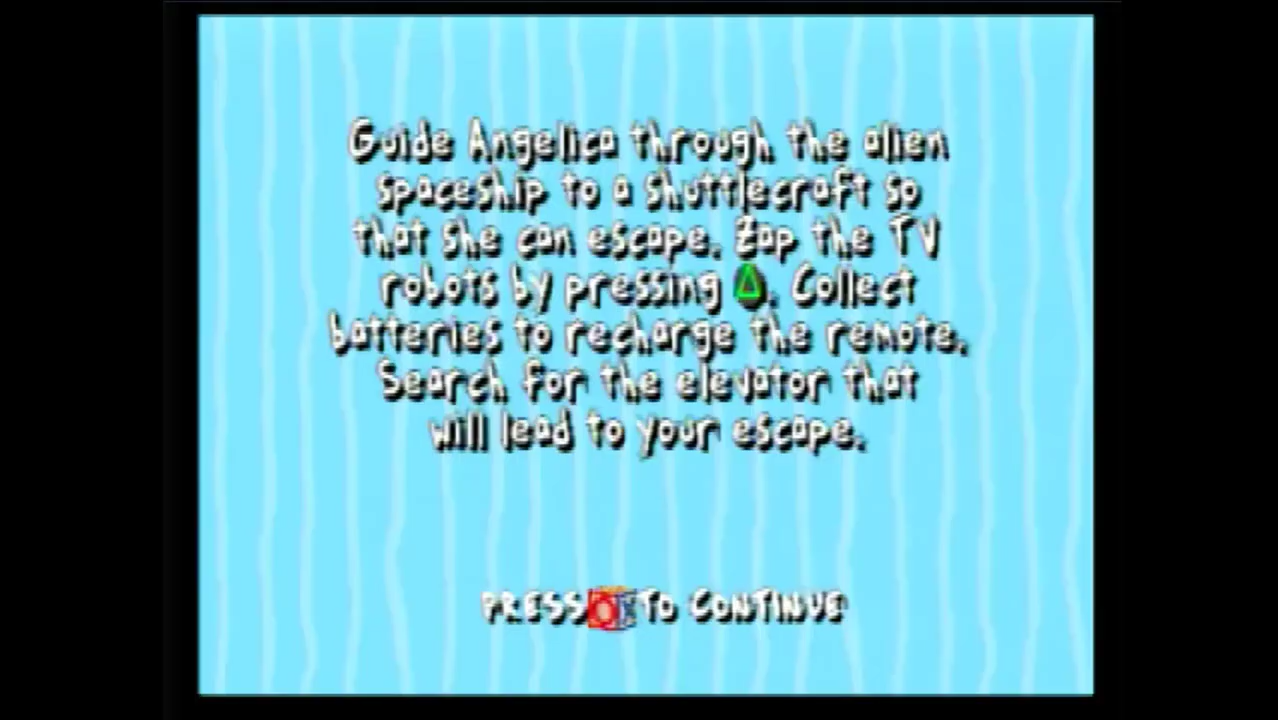 Guide Angelica through the alien
spaceship to a shuttlecraft so
that she can escape. Zap the TV
robots by pressing △. Collect
batteries to recharge the remote.
Search for the elevator that
will lead to your escape.
PRESS TO CONTINUE